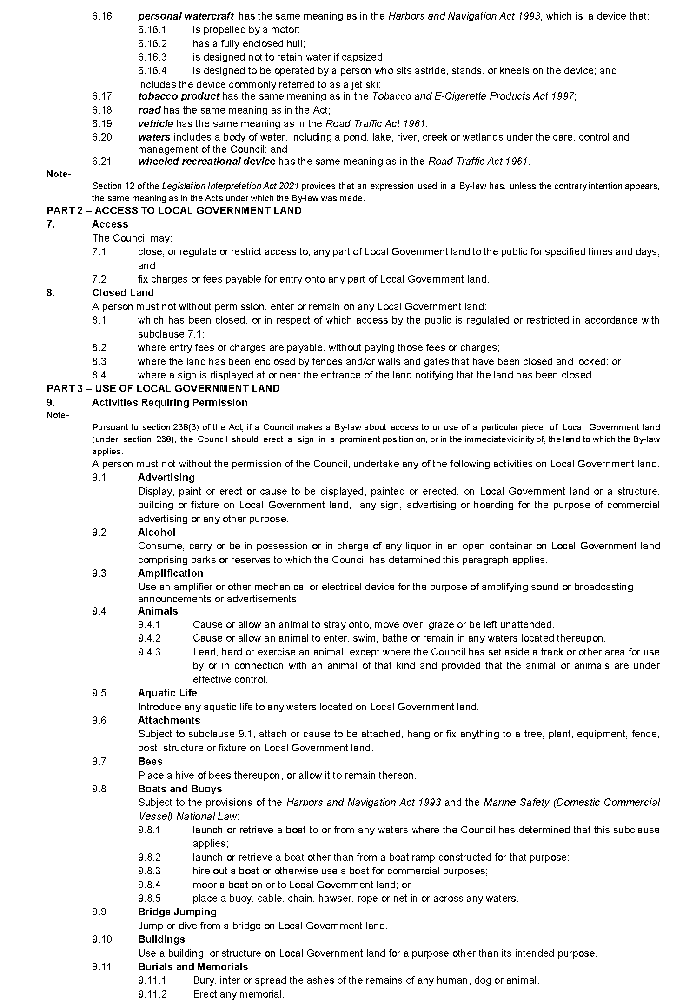 6.16 personal watercraft has the same meaning as in the Harbors and Navigation Act 1993, which is a device that:
6.16.1 is propelled by a motor;
6.16.2 has a fully enclosed hull;
6.16.3 is designed not to retain water if capsized;
6.16.4 is designed to be operated by a person who sits astride, stands, or kneels on the device; and
includes the device commonly referred to as a jet ski;
6.17 tobacco product has the same meaning as in the Tobacco and E-Cigarette Products Act 1997;
6.18 road has the same meaning as in the Act;
6.19 vehicle has the same meaning as in the Road Traffic Act 1961;
6.20 waters includes a body of water, including a pond, lake, river, creek or wetlands under the care, control and
management of the Council; and
6.21 wheeled recreational device has the same meaning as in the Road Traffic Act 1961.
Note-
Section 12 of the Legislation Interpretation Act 2021 provides that an expression used in a By-law has, unless the contrary intention appears,
the same meaning as in the Acts under which the By-law was made.
PART 2 – ACCESS TO LOCAL GOVERNMENT LAND
7. Access
The Council may:
7.1 close, or regulate or restrict access to, any part of Local Government land to the public for specified times and days;
and
7.2 fix charges or fees payable for entry onto any part of Local Government land.
8. Closed Land
A person must not without permission, enter or remain on any Local Government land:
8.1 which has been closed, or in respect of which access by the public is regulated or restricted in accordance with
subclause 7.1;
8.2 where entry fees or charges are payable, without paying those fees or charges;
8.3 where the land has been enclosed by fences and/or walls and gates that have been closed and locked; or
8.4 where a sign is displayed at or near the entrance of the land notifying that the land has been closed.
PART 3 – USE OF LOCAL GOVERNMENT LAND
9. Activities Requiring Permission
Note-
Pursuant to section 238(3) of the Act, if a Council makes a By-law about access to or use of a particular piece of Local Government land
(under section 238), the Council should erect a sign in a prominent position on, or in the immediate vicinity of, the land to which the By-law
applies.
A person must not without the permission of the Council, undertake any of the following activities on Local Government land.
9.1 Advertising
Display, paint or erect or cause to be displayed, painted or erected, on Local Government land or a structure,
building or fixture on Local Government land, any sign, advertising or hoarding for the purpose of commercial
advertising or any other purpose.
9.2 Alcohol
Consume, carry or be in possession or in charge of any liquor in an open container on Local Government land
comprising parks or reserves to which the Council has determined this paragraph applies.
9.3 Amplification
Use an amplifier or other mechanical or electrical device for the purpose of amplifying sound or broadcasting
announcements or advertisements.
9.4 Animals
9.4.1 Cause or allow an animal to stray onto, move over, graze or be left unattended.
9.4.2 Cause or allow an animal to enter, swim, bathe or remain in any waters located thereupon.
9.4.3 Lead, herd or exercise an animal, except where the Council has set aside a track or other area for use
by or in connection with an animal of that kind and provided that the animal or animals are under
effective control.
9.5 Aquatic Life
Introduce any aquatic life to any waters located on Local Government land.
9.6 Attachments
Subject to subclause 9.1, attach or cause to be attached, hang or fix anything to a tree, plant, equipment, fence,
post, structure or fixture on Local Government land.
9.7 Bees
Place a hive of bees thereupon, or allow it to remain thereon.
9.8 Boats and Buoys
Subject to the provisions of the Harbors and Navigation Act 1993 and the Marine Safety (Domestic Commercial
Vessel) National Law:
9.8.1 launch or retrieve a boat to or from any waters where the Council has determined that this subclause
applies;
9.8.2 launch or retrieve a boat other than from a boat ramp constructed for that purpose;
9.8.3 hire out a boat or otherwise use a boat for commercial purposes;
9.8.4 moor a boat on or to Local Government land; or
9.8.5 place a buoy, cable, chain, hawser, rope or net in or across any waters.
9.9 Bridge Jumping
Jump or dive from a bridge on Local Government land.
9.10 Buildings
Use a building, or structure on Local Government land for a purpose other than its intended purpose.
9.11 Burials and Memorials
9.11.1 Bury, inter or spread the ashes of the remains of any human, dog or animal.
9.11.2 Erect any memorial.